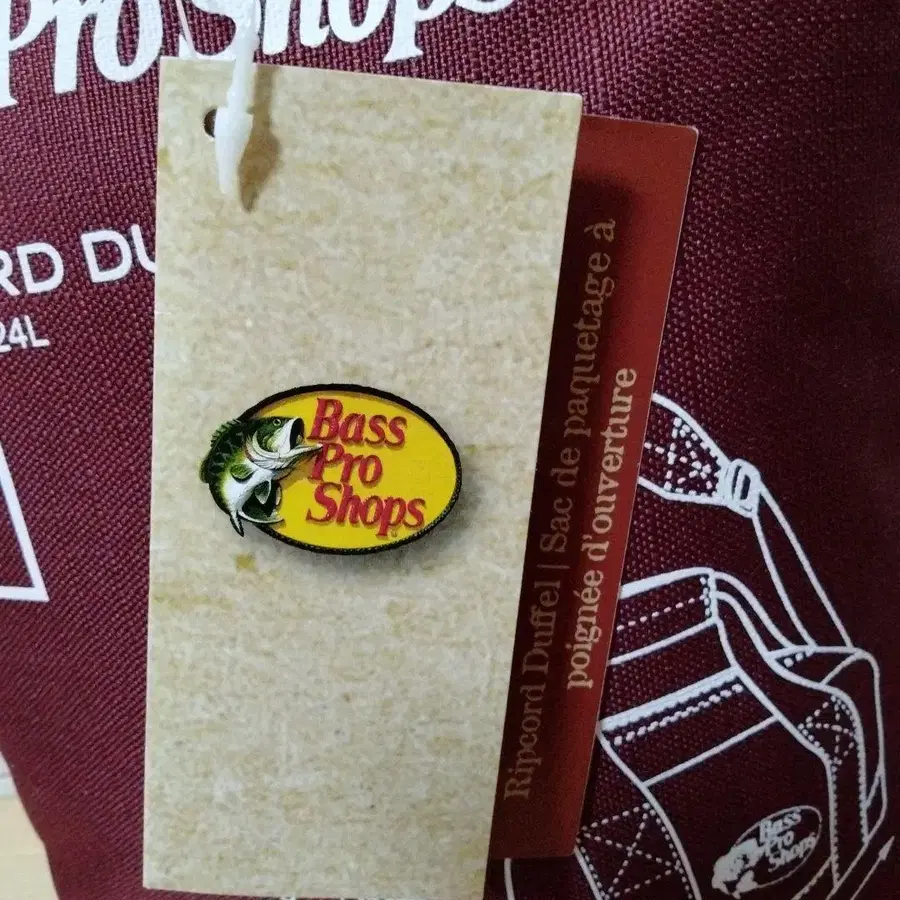 Pro Shops
RD DU
24L
Bass
Pro
Shops
Ripcord Duffel | Sac de paquetage à
poignée d'ouverture
Bass
Pro
Shops